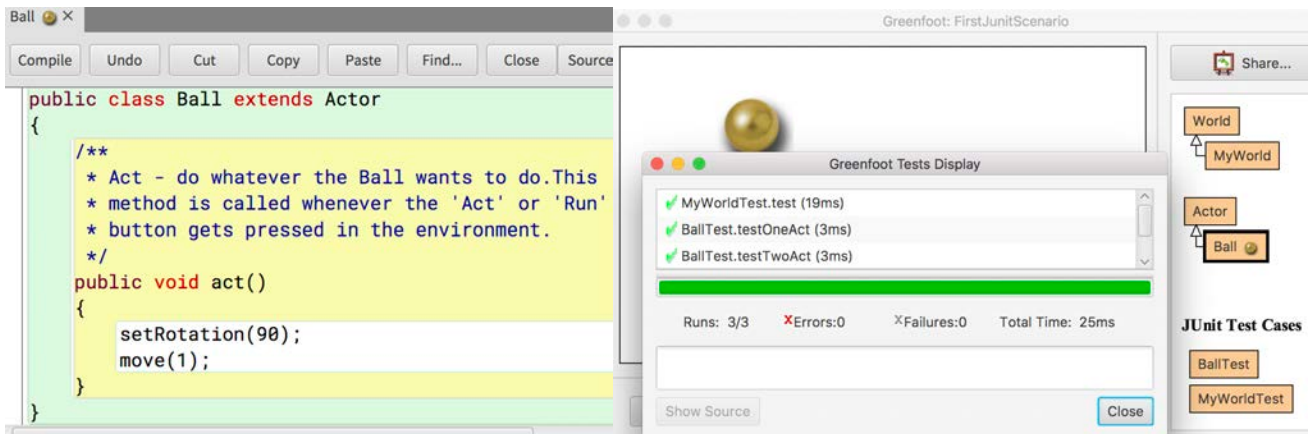 Ball ×
Compile Undo Cut Copy Paste Find... Close Source
public class Ball extends Actor
{
/**
* Act - do whatever the Ball wants to do.This
* method is called whenever the 'Act' or 'Run'
* button gets pressed in the environment.
*/
public void act()
{
setRotation(90);
move(1);
}
}
Greenfoot: FirstJunitScenario
Share...
World
MyWorld
Actor
Ball
JUnit Test Cases
BallTest
MyWorldTest
Greenfoot Tests Display
MyWorldTest.test (19ms)
BallTest.testOneAct (3ms)
BallTest.testTwoAct (3ms)
Runs: 3/3 XErrors:0 XFailures:0 Total Time: 25ms
Show Source Close